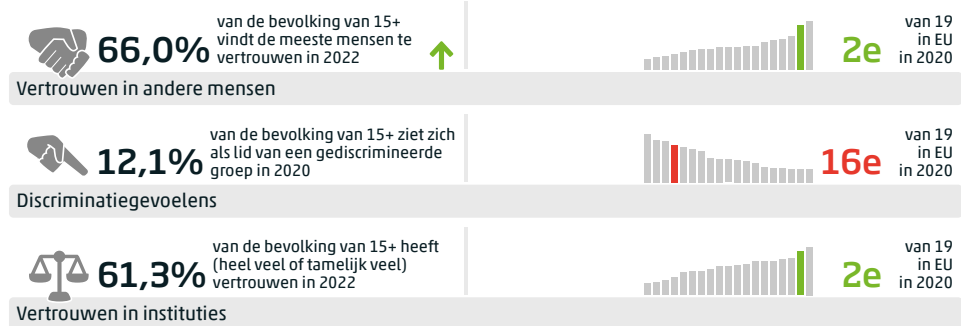 66,0%
van de bevolking van 15+
vindt de meeste mensen te
vertrouwen in 2022
2e
van 19
in EU
in 2020
Vertrouwen in andere mensen
12,1%
van de bevolking van 15+ ziet zich
als lid van een gediscrimineerde
groep in 2020
16e
van 19
in EU
in 2020
Discriminatiegevoelens
61,3%
van de bevolking van 15+ heeft
(heel veel of tamelijk veel)
vertrouwen in 2022
2e
van 19
in EU
in 2020
Vertrouwen in instituties